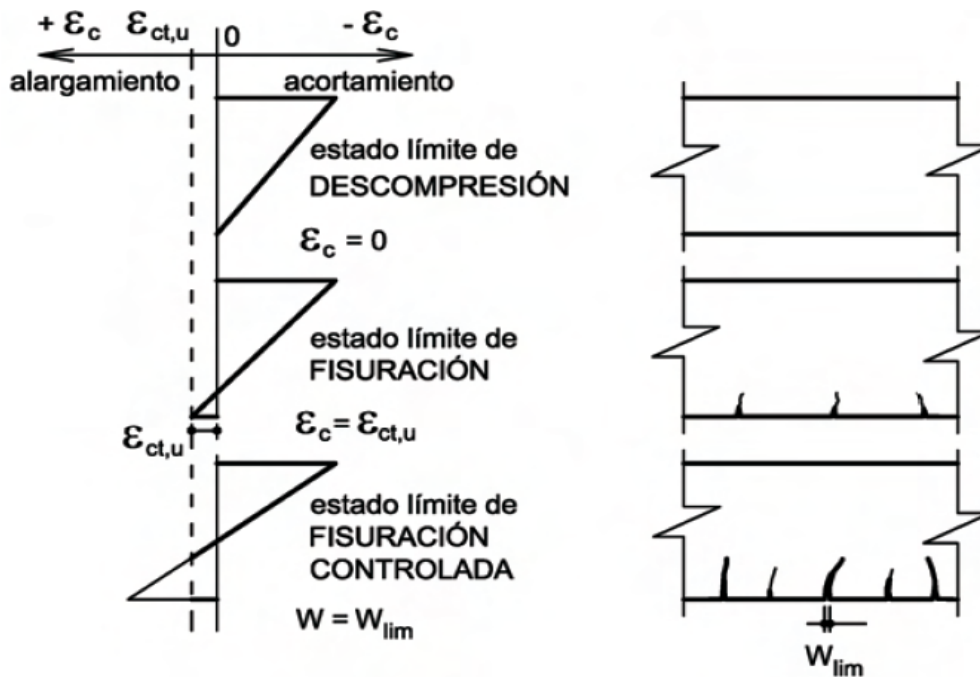 + εc εct,u 0 - εc
alargamiento acortamiento
estado límite de
DESCOMPRESIÓN
εc = 0
estado límite de
FISURACIÓN
εc = εct,u
εct,u
estado límite de
FISURACIÓN
CONTROLADA
W = Wlim
Wlim